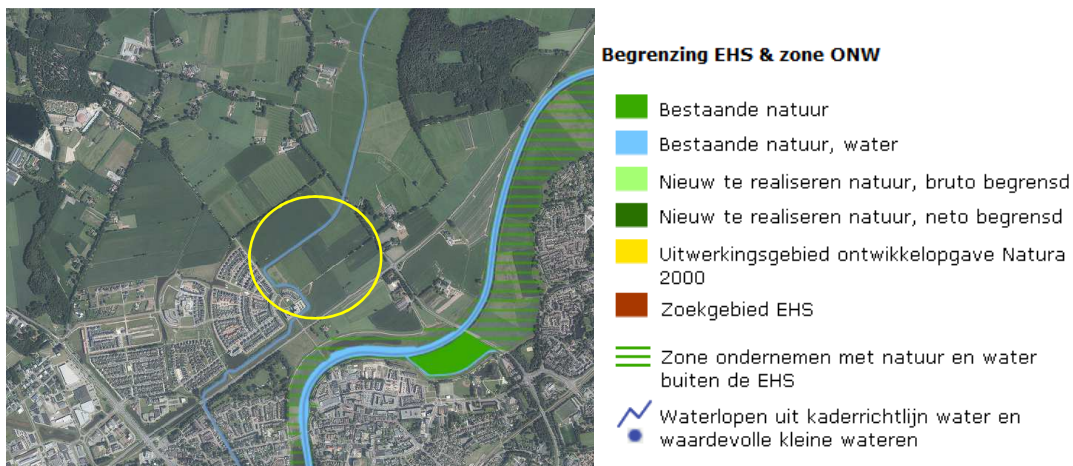 Begrenzing EHS & zone ONW
Bestaande natuur
Bestaande natuur, water
Nieuw te realiseren natuur, bruto begrensd
Nieuw te realiseren natuur, neto begrensd
Uitwerkingsgebied ontwikkelopgave Natura
2000
Zoekgebied EHS
Zone ondernemen met natuur en water
buiten de EHS
Waterlopen uit kaderrichtlijn water en
waardevolle kleine wateren